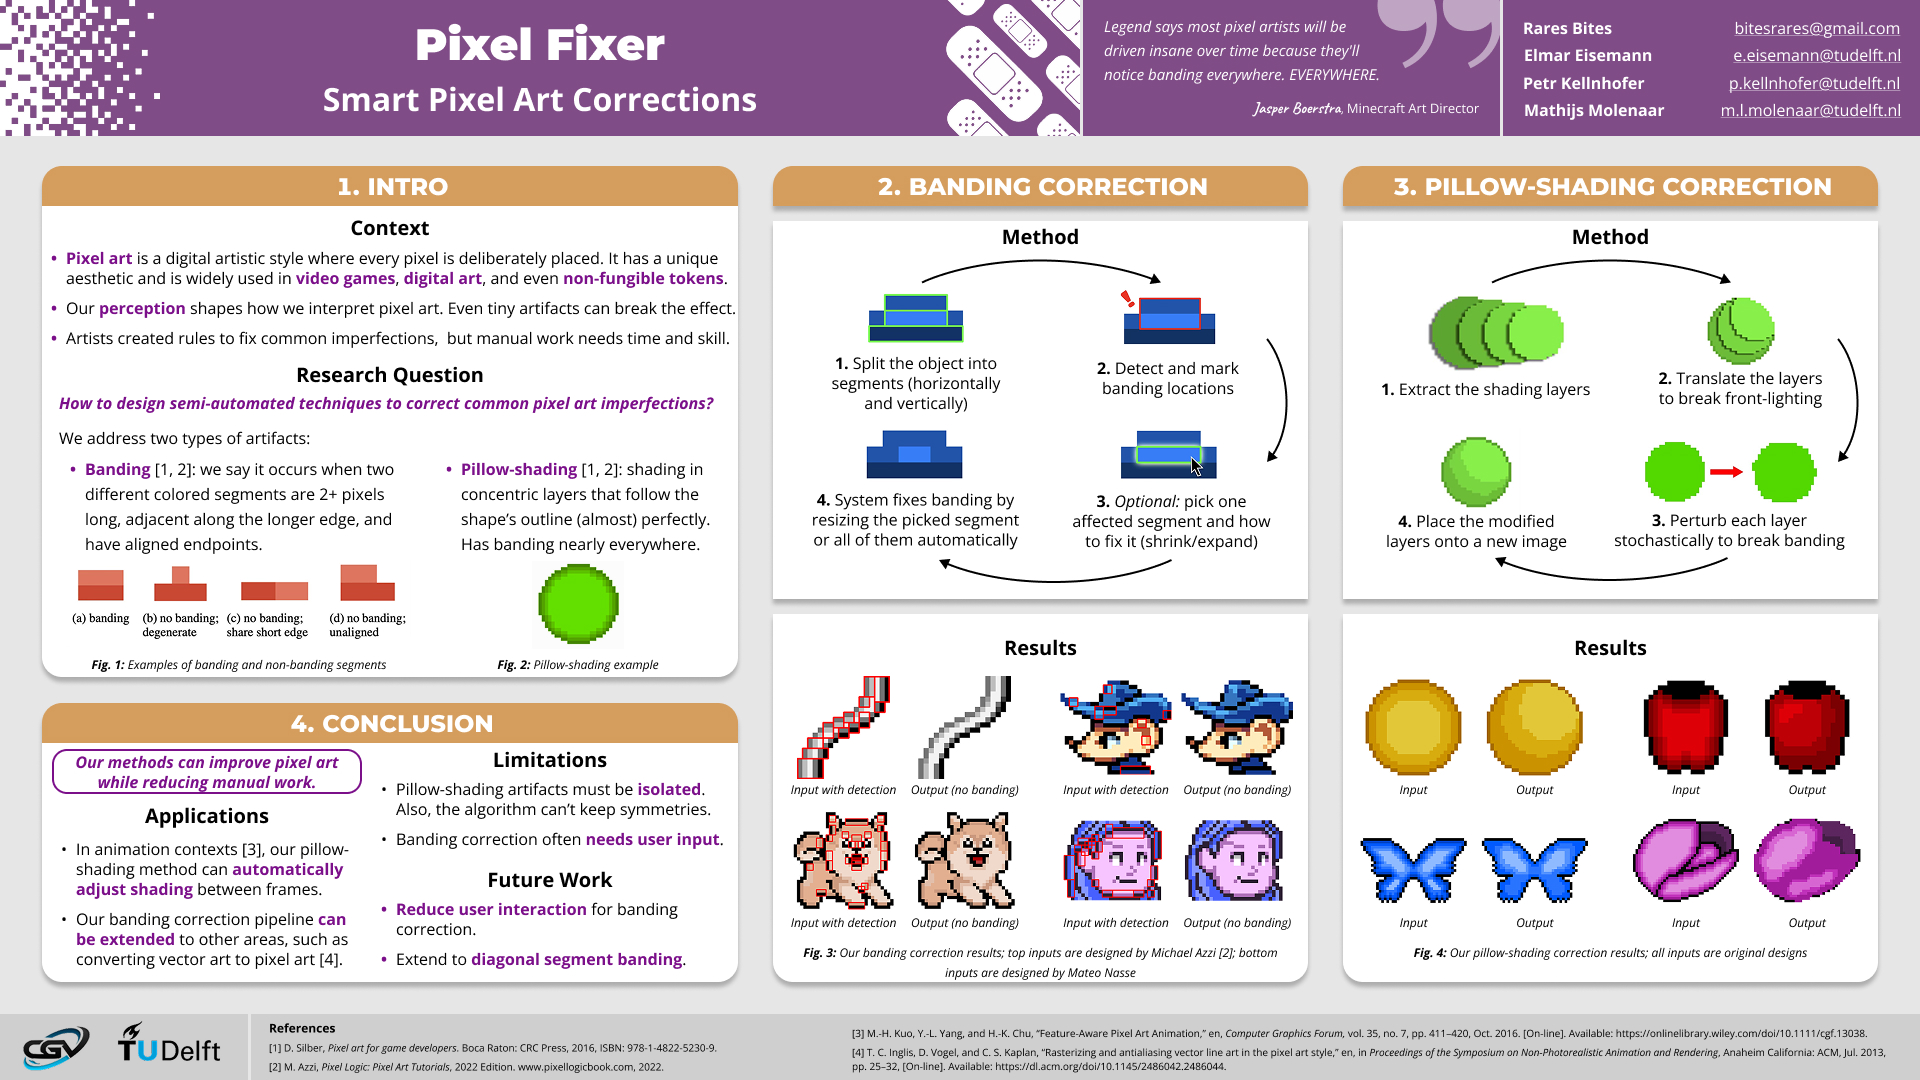 Pixel Fixer
Smart Pixel Art Corrections
Legend says most pixel artists will be
driven insane over time because they'll
notice banding everywhere. EVERYWHERE.
Jasper Boerstra, Minecraft Art Director
Rares Bites bitesrares@gmail.com
Elmar Eisemann e.eisemann@tudelft.nl
Petr Kellnhofer p.kellnhofer@tudelft.nl
Mathijs Molenaar m.l.molenaar@tudelft.nl
1. INTRO
Context
• Pixel art is a digital artistic style where every pixel is deliberately placed. It has a unique
aesthetic and is widely used in video games, digital art, and even non-fungible tokens.
• Our perception shapes how we interpret pixel art. Even tiny artifacts can break the effect.
• Artists created rules to fix common imperfections, but manual work needs time and skill.
Research Question
How to design semi-automated techniques to correct common pixel art imperfections?
We address two types of artifacts:
• Banding [1, 2]: we say it occurs when two
different colored segments are 2+ pixels
long, adjacent along the longer edge, and
have aligned endpoints.
(a) banding
(b) no banding;
degenerate
(c) no banding;
share short edge
(d) no banding;
unaligned
Fig. 1: Examples of banding and non-banding segments
• Pillow-shading [1, 2]: shading in
concentric layers that follow the
shape's outline (almost) perfectly.
Has banding nearly everywhere.
Fig. 2: Pillow-shading example
2. BANDING CORRECTION
Method
1. Split the object into
segments (horizontally
and vertically)
2. Detect and mark
banding locations
3. Optional: pick one
affected segment and how
to fix it (shrink/expand)
4. System fixes banding by
resizing the picked segment
or all of them automatically
Results
Input with detection Output (no banding) Input with detection Output (no banding)
Input with detection Output (no banding) Input with detection Output (no banding)
Fig. 3: Our banding correction results; top inputs are designed by Michael Azzi [2]; bottom
inputs are designed by Mateo Nasse
3. PILLOW-SHADING CORRECTION
Method
1. Extract the shading layers
2. Translate the layers
to break front-lighting
3. Perturb each layer
stochastically to break banding
4. Place the modified
layers onto a new image
Results
Input Output Input Output
Input Output Input Output
Fig. 4: Our pillow-shading correction results; all inputs are original designs
4. CONCLUSION
Our methods can improve pixel art
while reducing manual work.
Applications
• In animation contexts [3], our pillow-
shading method can automatically
adjust shading between frames.
• Our banding correction pipeline can
be extended to other areas, such as
converting vector art to pixel art [4].
Limitations
• Pillow-shading artifacts must be isolated.
Also, the algorithm can't keep symmetries.
• Banding correction often needs user input.
Future Work
• Reduce user interaction for banding
correction.
• Extend to diagonal segment banding.
CGV
TUDelft
References
[1] D. Silber, Pixel art for game developers. Boca Raton: CRC Press, 2016, ISBN: 978-1-4822-5230-9.
[2] M. Azzi, Pixel Logic: Pixel Art Tutorials, 2022 Edition. www.pixellogicbook.com, 2022.
[3] M.-H. Kuo, Y.-L. Yang, and H.-K. Chu, "Feature-Aware Pixel Art Animation," en, Computer Graphics Forum, vol. 35, no. 7, pp. 411–420, Oct. 2016. [On-line]. Available: https://onlinelibrary.wiley.com/doi/10.1111/cgf.13038.
[4] T. C. Inglis, D. Vogel, and C. S. Kaplan, "Rasterizing and antialiasing vector line art in the pixel art style," en, in Proceedings of the Symposium on Non-Photorealistic Animation and Rendering, Anaheim California: ACM, Jul. 2013,
pp. 25–32, [On-line]. Available: https://dl.acm.org/doi/10.1145/2486042.2486044.